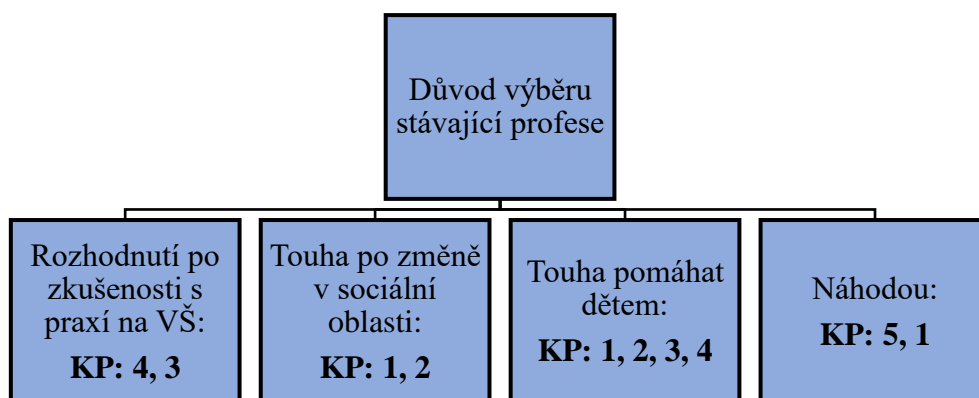 Důvod výběru
stávající profese
Rozhodnutí po
zkušenosti s
praxí na VŠ:
KP: 4, 3
Touha po změně
v sociální
oblasti:
KP: 1, 2
Touha pomáhat
dětem:
KP: 1, 2, 3, 4
Náhodou:
KP: 5, 1